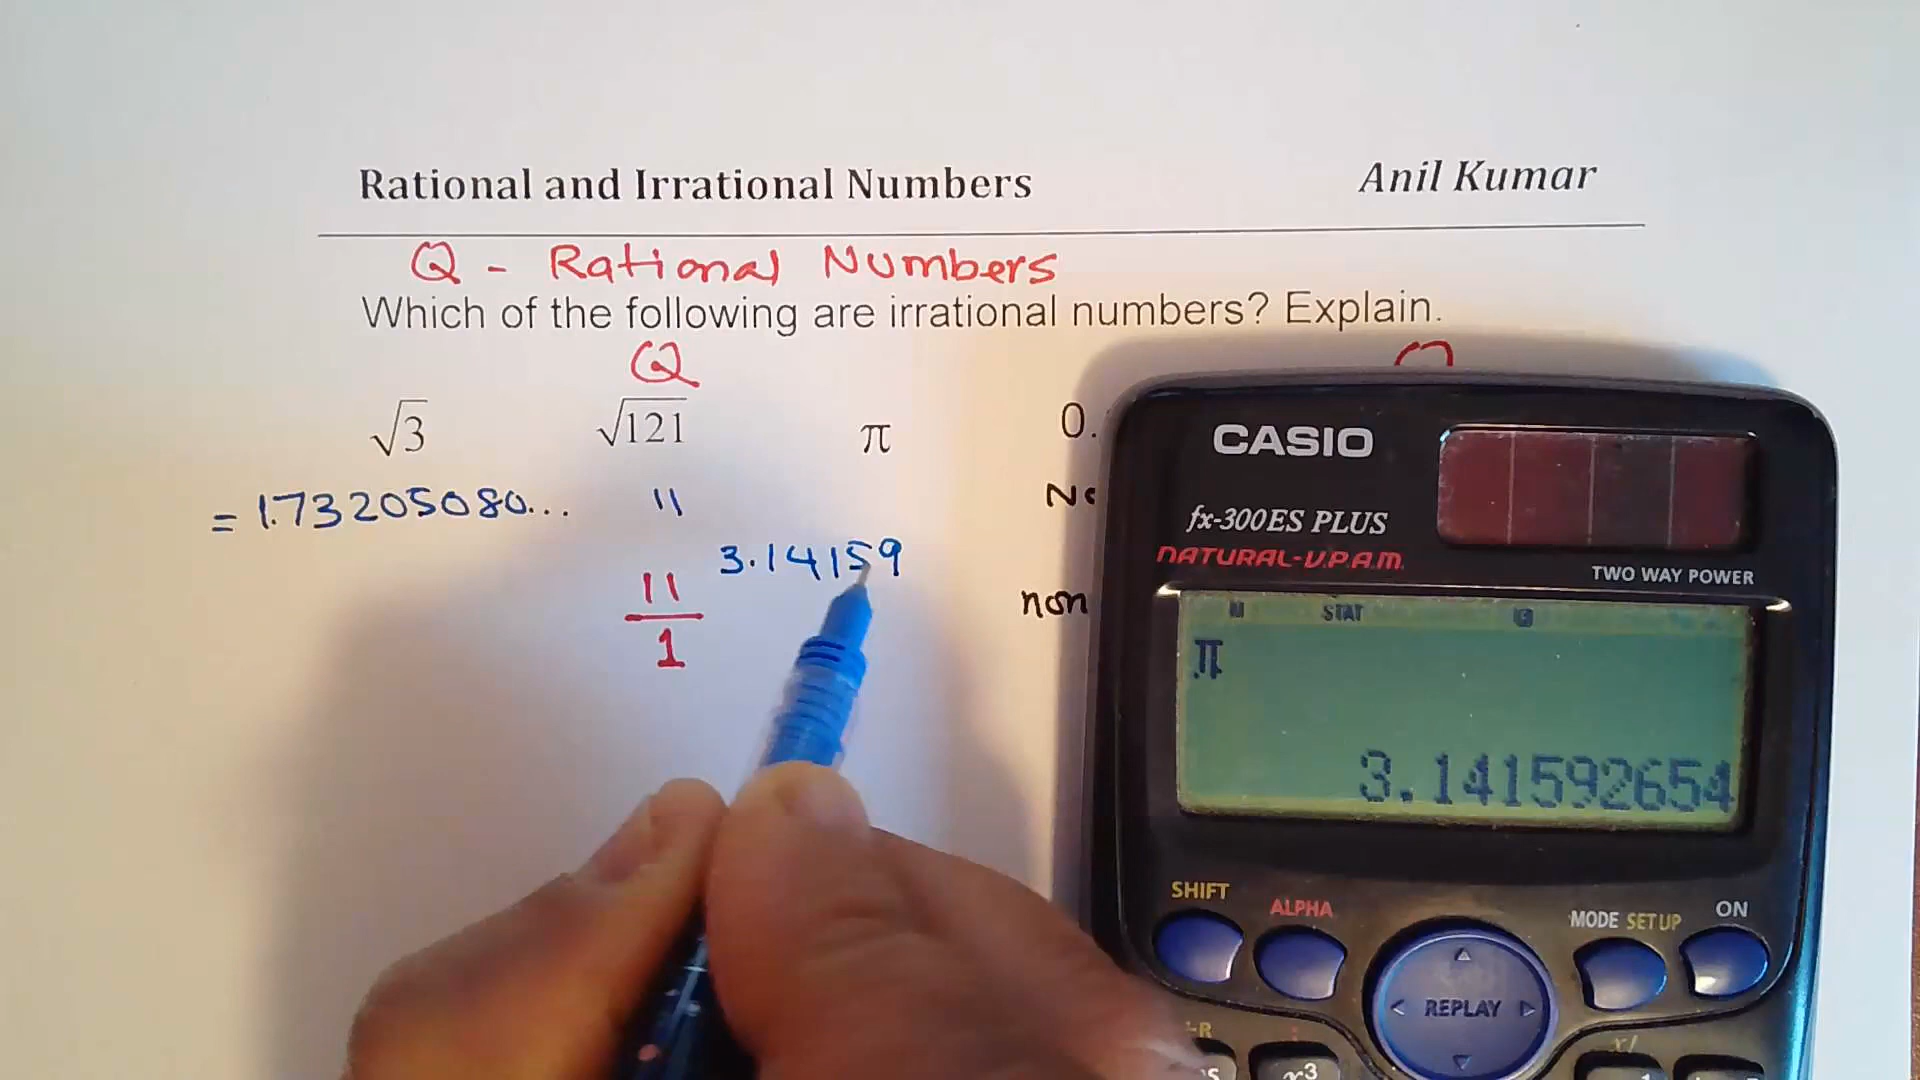 Rational and Irrational Numbers Anil Kumar
Q - Rational Numbers
Which of the following are irrational numbers? Explain.
Q
√3 √121 π 0.
= 1.73205080... 11
3.14159
11
1
non
CASIO
fx-300ES PLUS
NATURAL-V.P.A.M.
TWO WAY POWER
STAT
π
3.141592654
SHIFT
ALPHA
MODE SETUP
ON
REPLAY